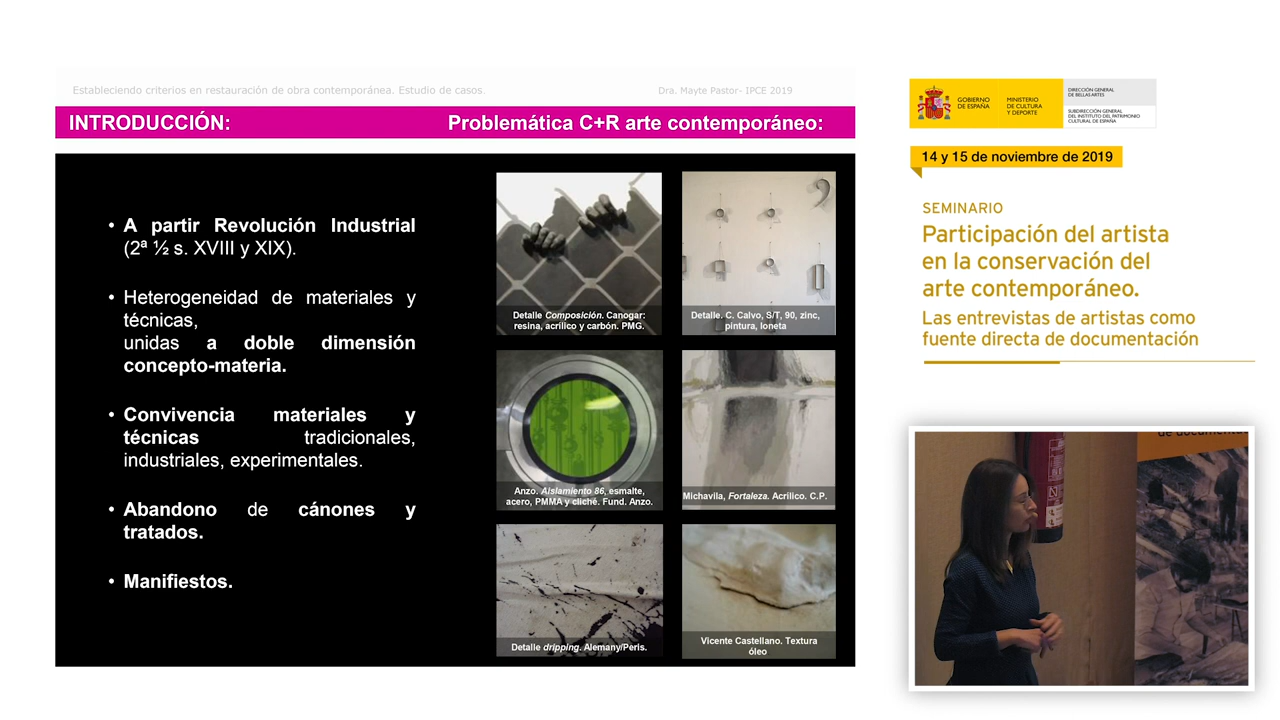 Estableciendo criterios en restauración de obra contemporánea. Estudio de casos.
Dra. Mayte Pastor- IPCE 2019
INTRODUCCIÓN:
Problemática C+R arte contemporáneo:
• A partir Revolución Industrial
(2ª ½ s. XVIII y XIX).
• Heterogeneidad de materiales y
técnicas,
unidas a doble dimensión
concepto-materia.
• Convivencia materiales y
técnicas tradicionales,
industriales, experimentales.
• Abandono de cánones y
tratados.
• Manifiestos.
Detalle Composición. Canogar:
resina, acrílico y carbón. PMG.
Detalle. C. Calvo, S/T, 90, zinc,
pintura, loneta
Anzo. Aislamiento 86, esmalte,
acero, PMMA y cliché. Fund. Anzo.
Michavila, Fortaleza. Acrílico. C.P.
Detalle dripping. Alemany/Peris.
Vicente Castellano. Textura
óleo
GOBIERNO
DE ESPAÑA
MINISTERIO
DE CULTURA
Y DEPORTE
DIRECCIÓN GENERAL
DE BELLAS ARTES
SUBDIRECCIÓN GENERAL
DEL INSTITUTO DEL PATRIMONIO
CULTURAL DE ESPAÑA
14 y 15 de noviembre de 2019
SEMINARIO
Participación del artista
en la conservación del
arte contemporáneo.
Las entrevistas de artistas como
fuente directa de documentación